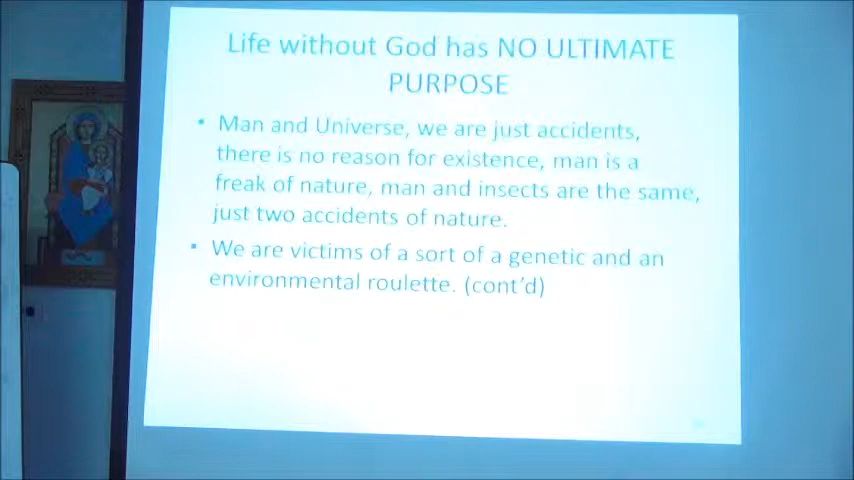 Life without God has NO ULTIMATE
PURPOSE
• Man and Universe, we are just accidents,
there is no reason for existence, man is a
freak of nature, man and insects are the same,
just two accidents of nature.
• We are victims of a sort of a genetic and an
environmental roulette. (cont'd)